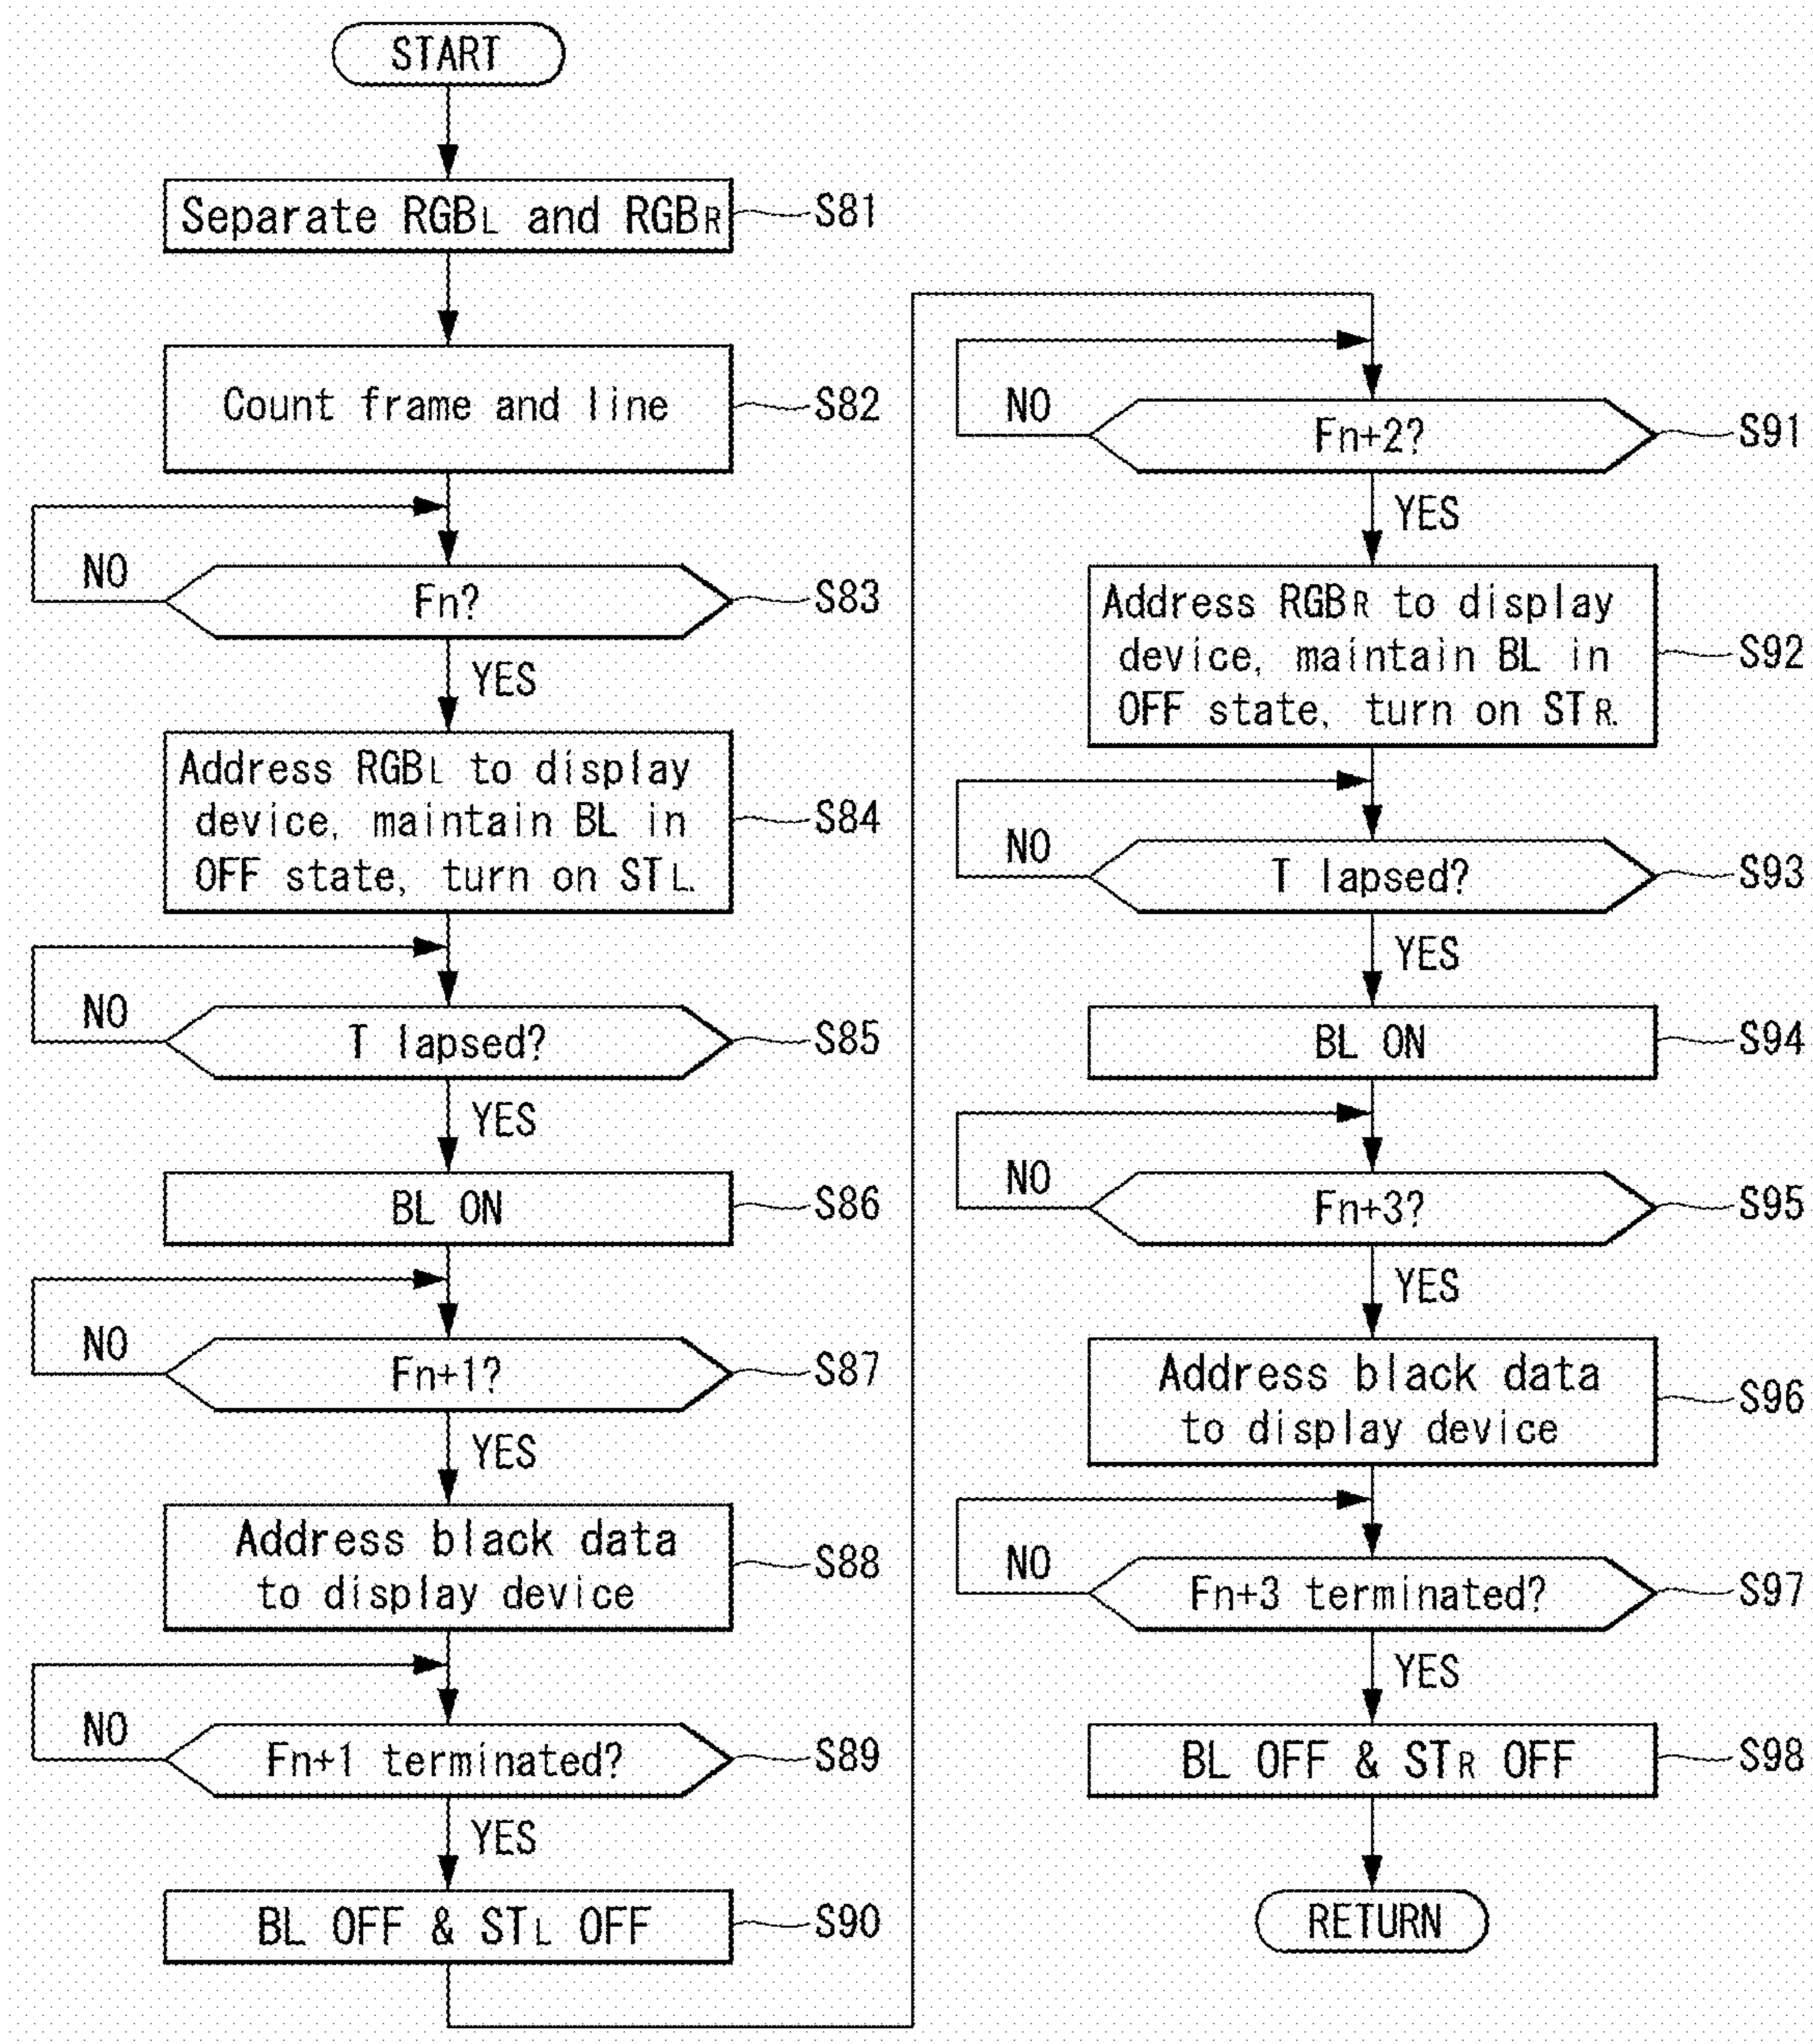 START
Separate RGBL and RGBR
S81
Count frame and line
S82
NO
Fn?
S83
YES
Address RGBL to display
device, maintain BL in
OFF state, turn on STL.
S84
NO
T lapsed?
S85
YES
BL ON
S86
NO
Fn+1?
S87
YES
Address black data
to display device
S88
NO
Fn+1 terminated?
S89
YES
BL OFF & STL OFF
S90
NO
Fn+2?
S91
YES
Address RGBR to display
device, maintain BL in
OFF state, turn on STR.
S92
NO
T lapsed?
S93
YES
BL ON
S94
NO
Fn+3?
S95
YES
Address black data
to display device
S96
NO
Fn+3 terminated?
S97
YES
BL OFF & STR OFF
S98
RETURN